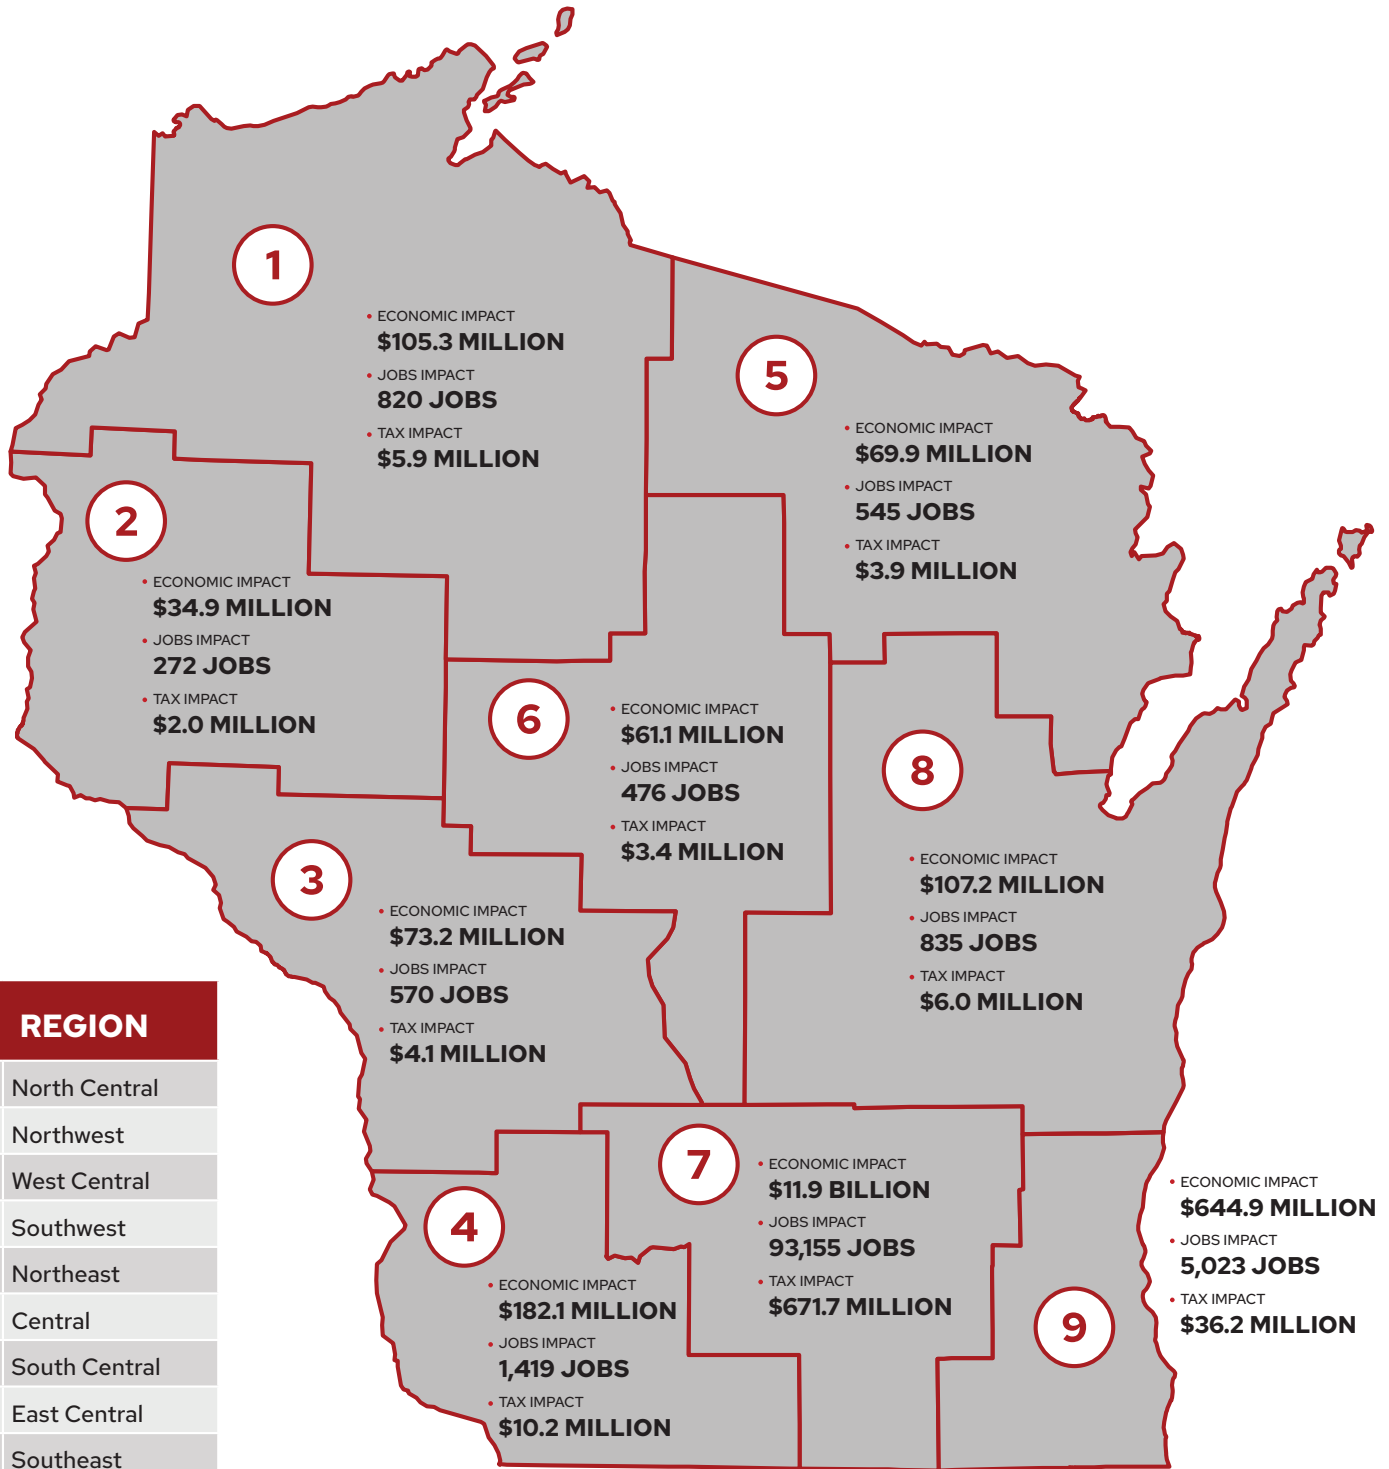 1
• ECONOMIC IMPACT
$105.3 MILLION
• JOBS IMPACT
820 JOBS
• TAX IMPACT
$5.9 MILLION
5
• ECONOMIC IMPACT
$69.9 MILLION
• JOBS IMPACT
545 JOBS
• TAX IMPACT
$3.9 MILLION
2
• ECONOMIC IMPACT
$34.9 MILLION
• JOBS IMPACT
272 JOBS
• TAX IMPACT
$2.0 MILLION
6
• ECONOMIC IMPACT
$61.1 MILLION
• JOBS IMPACT
476 JOBS
• TAX IMPACT
$3.4 MILLION
8
• ECONOMIC IMPACT
$107.2 MILLION
• JOBS IMPACT
835 JOBS
• TAX IMPACT
$6.0 MILLION
3
• ECONOMIC IMPACT
$73.2 MILLION
• JOBS IMPACT
570 JOBS
• TAX IMPACT
$4.1 MILLION
7
• ECONOMIC IMPACT
$11.9 BILLION
• JOBS IMPACT
93,155 JOBS
• TAX IMPACT
$671.7 MILLION
4
• ECONOMIC IMPACT
$182.1 MILLION
• JOBS IMPACT
1,419 JOBS
• TAX IMPACT
$10.2 MILLION
9
• ECONOMIC IMPACT
$644.9 MILLION
• JOBS IMPACT
5,023 JOBS
• TAX IMPACT
$36.2 MILLION
REGION
North Central
Northwest
West Central
Southwest
Northeast
Central
South Central
East Central
Southeast